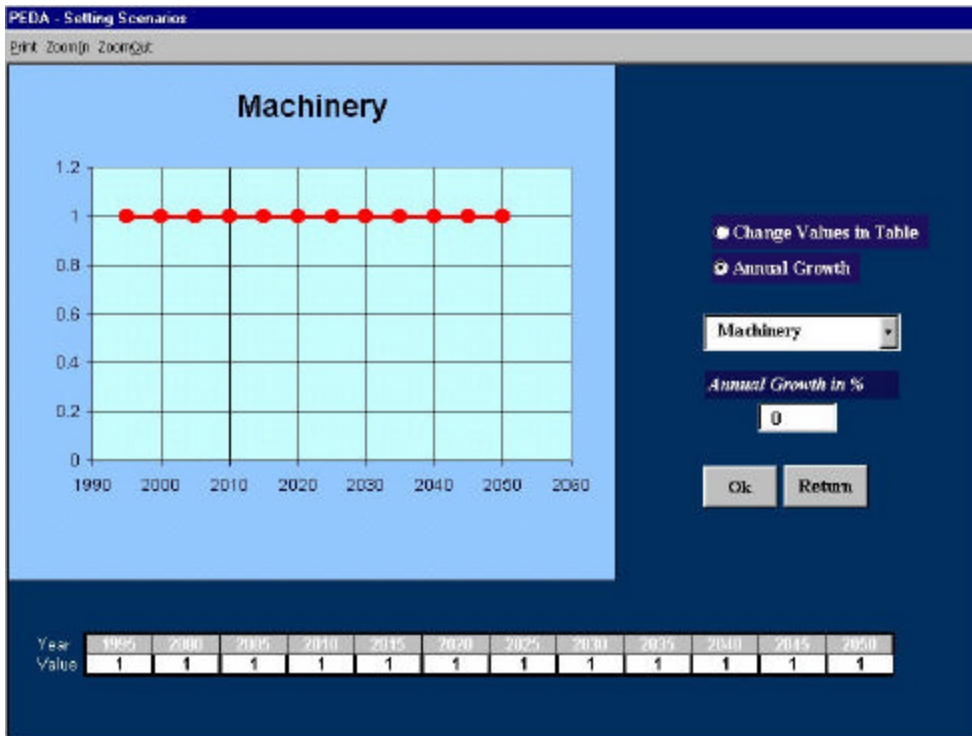 PEDA - Setting Scenarios
Print ZoomIn ZoomOut
Machinery
1.2
1
0.8
0.6
0.4
0.2
0
1990 2000 2010 2020 2030 2040 2050 2060
Change Values in Table
Annual Growth
Machinery
Annual Growth in %
0
Ok Return
Year 1995 2000 2005 2010 2015 2020 2025 2030 2035 2040 2045 2050
Value 1 1 1 1 1 1 1 1 1 1 1 1